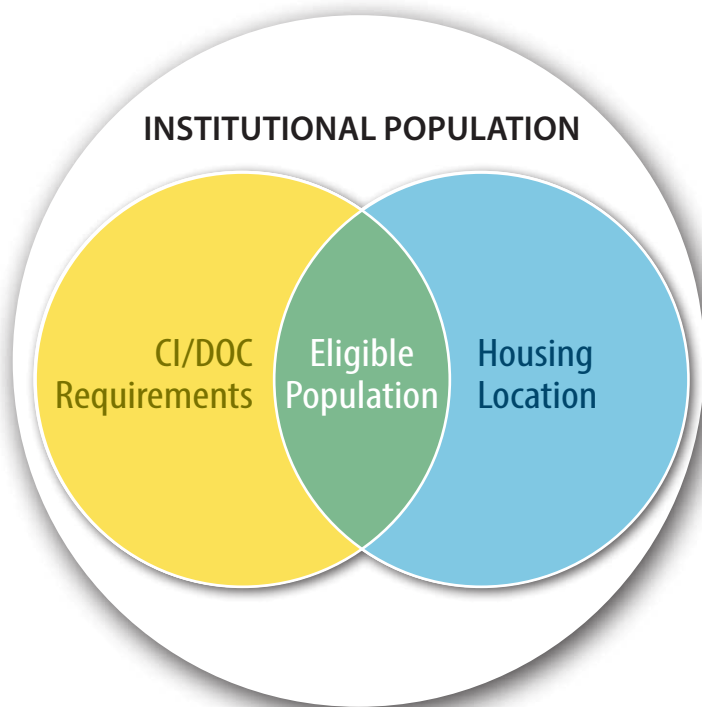 INSTITUTIONAL POPULATION
CI/DOC
Requirements
Eligible
Population
Housing
Location